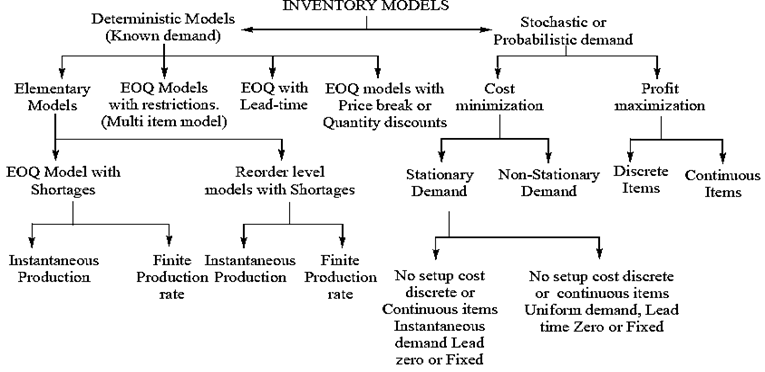 INVENTORY MODELS
Deterministic Models
(Known demand)
Stochastic or
Probabilistic demand
Elementary
Models
EOQ Models
with restrictions.
(Multi item model)
EOQ with
Lead-time
EOQ models with
Price break or
Quantity discounts
Cost
minimization
Profit
maximization
EOQ Model with
Shortages
Reorder level
models with Shortages
Stationary
Demand
Non-Stationary
Demand
Discrete
Items
Continuous
Items
Instantaneous
Production
Finite
Production
rate
Instantaneous
Production
Finite
Production
rate
No setup cost
discrete or
Continuous items
Instantaneous
demand Lead
zero or Fixed
No setup cost discrete
or continuous items
Uniform demand, Lead
time Zero or Fixed